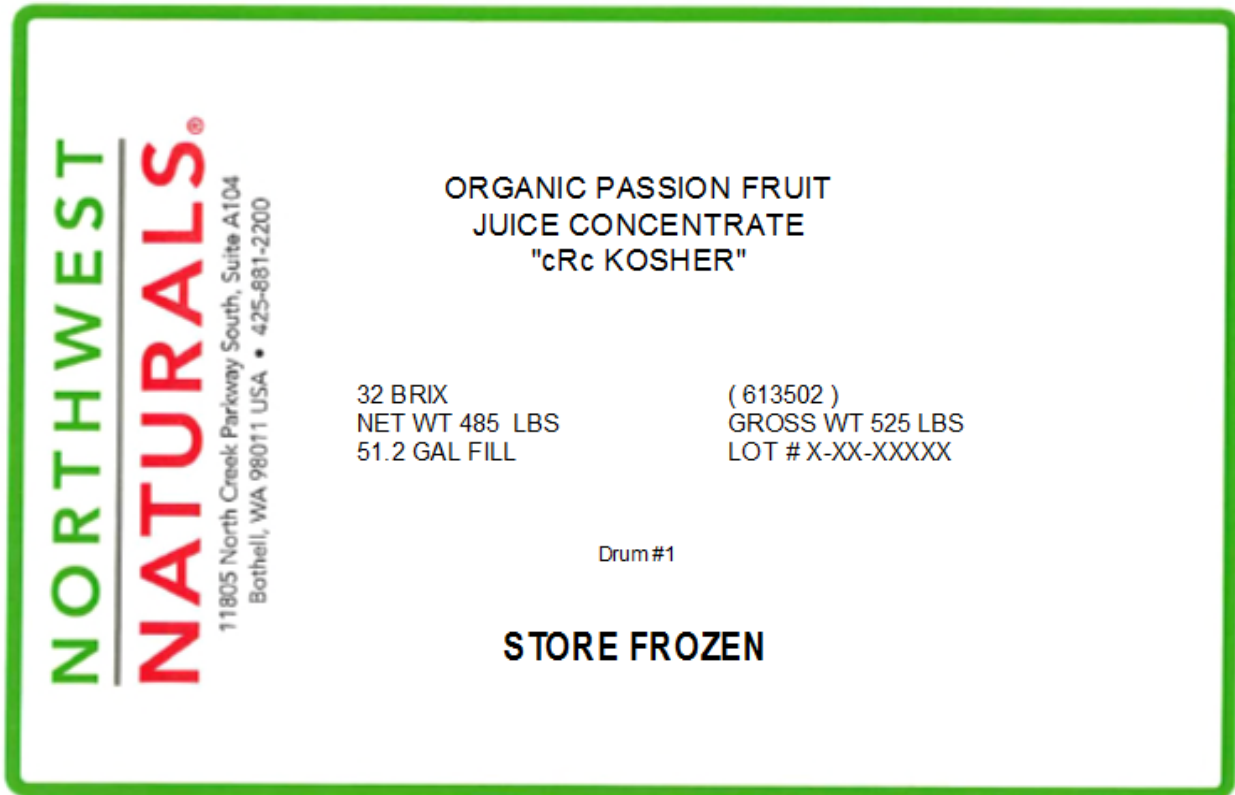 NORTHWEST
NATURALS®
11805 North Creek Parkway South, Suite A104
Bothell, WA 98011 USA • 425-881-2200
ORGANIC PASSION FRUIT
JUICE CONCENTRATE
"cRc KOSHER"
32 BRIX
NET WT 485  LBS
51.2 GAL FILL
( 613502 )
GROSS WT 525 LBS
LOT # X-XX-XXXXX
Drum #1
STORE FROZEN